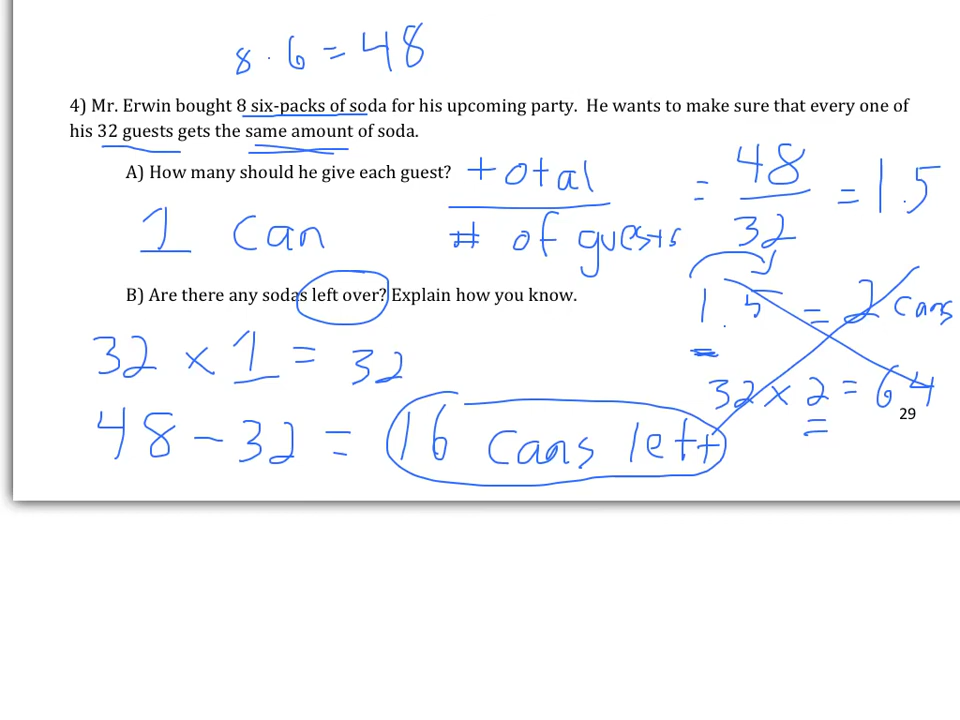 8 · 6 = 48
4) Mr. Erwin bought 8 six-packs of soda for his upcoming party. He wants to make sure that every one of
his 32 guests gets the same amount of soda.
A) How many should he give each guest?
total / # of guests = 48 / 32 = 1.5
1 can
B) Are there any sodas left over? Explain how you know.
1.5 = 2 cans
32 x 1 = 32
32 x 2 = 64
29
48 - 32 = 16 cans left